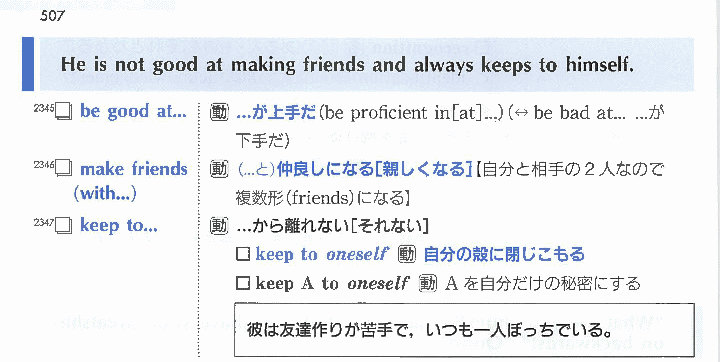 507
He is not good at making friends and always keeps to himself.
2345 □ be good at... 動 ...が上手だ(be proficient in[at]...)(↔ be bad at... ...が
下手だ)
2346 □ make friends 動 (...と)仲良しになる[親しくなる]【自分と相手の2人なので
(with...) 複数形(friends)になる】
2347 □ keep to... 動 ...から離れない[それない]
□ keep to oneself 動 自分の殻に閉じこもる
□ keep A to oneself 動 Aを自分だけの秘密にする
彼は友達作りが苦手で，いつも一人ぼっちでいる。